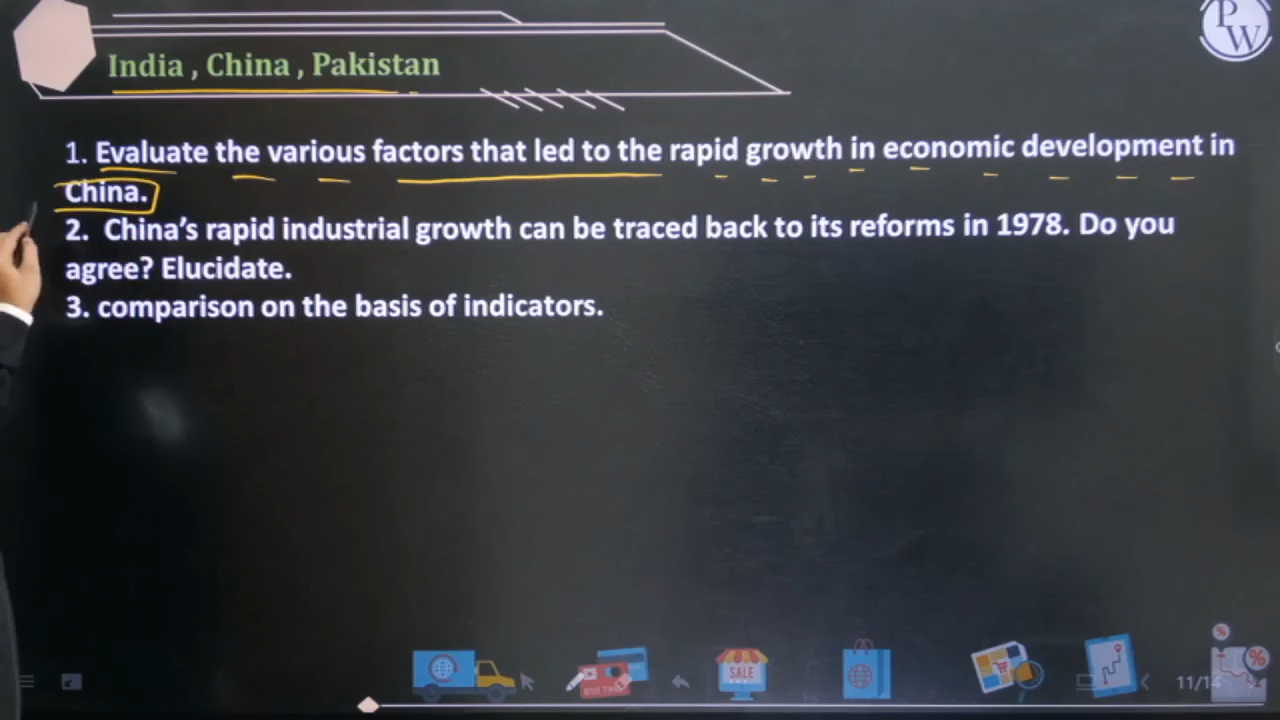 India , China , Pakistan
PW
1. Evaluate the various factors that led to the rapid growth in economic development in
China.
2. China's rapid industrial growth can be traced back to its reforms in 1978. Do you
agree? Elucidate.
3. comparison on the basis of indicators.
SALE
%
%
11/14